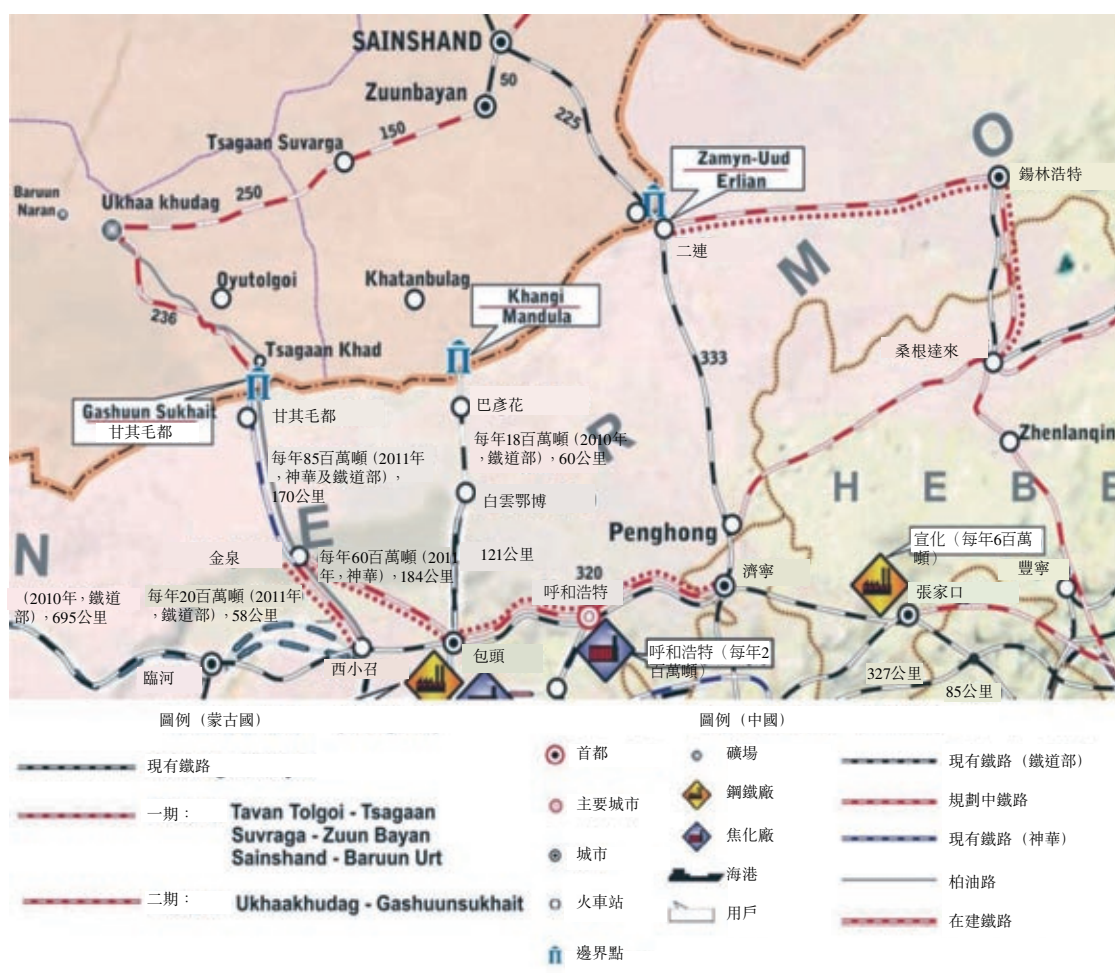 SAINSHAND
50
Zuunbayan
225
Tsagaan Suvarga
150
Zamyn-Uud
Erlian
O
錫林浩特
Baruun
Naran
Ukhaa khudag
250
二連
M
Oyutolgoi
Khatanbulag
Khangi
Mandula
236
Tsagaan Khad
333
桑根達來
Gashuun Sukhait
甘其毛都
甘其毛都
巴彥花
每年18百萬噸 (2010年
，鐵道部)，60公里
R
Zhenlanqin
每年85百萬噸 (2011年
，神華及鐵道部)，
170公里
白雲鄂博
H E B E
N
E
Penghong
宣化（每年6百萬
噸）
金泉
每年60百萬噸 (2011
年，神華)，184公里
121公里
320
濟寧
豐寧
(2010年，鐵道
部)，695公里
每年20百萬噸 (2011年
，鐵道部)，58公里
呼和浩特
張家口
臨河
西小召
包頭
呼和浩特（每年2
百萬噸）
327公里
85公里
圖例（蒙古國）
現有鐵路
一期：
Tavan Tolgoi - Tsagaan
Suvraga - Zuun Bayan
Sainshand - Baruun Urt
二期：
Ukhaakhudag - Gashuunsukhait
圖例（中國）
首都
主要城市
城市
火車站
邊界點
礦場
鋼鐵廠
焦化廠
海港
用戶
現有鐵路（鐵道部）
規劃中鐵路
現有鐵路（神華）
柏油路
在建鐵路